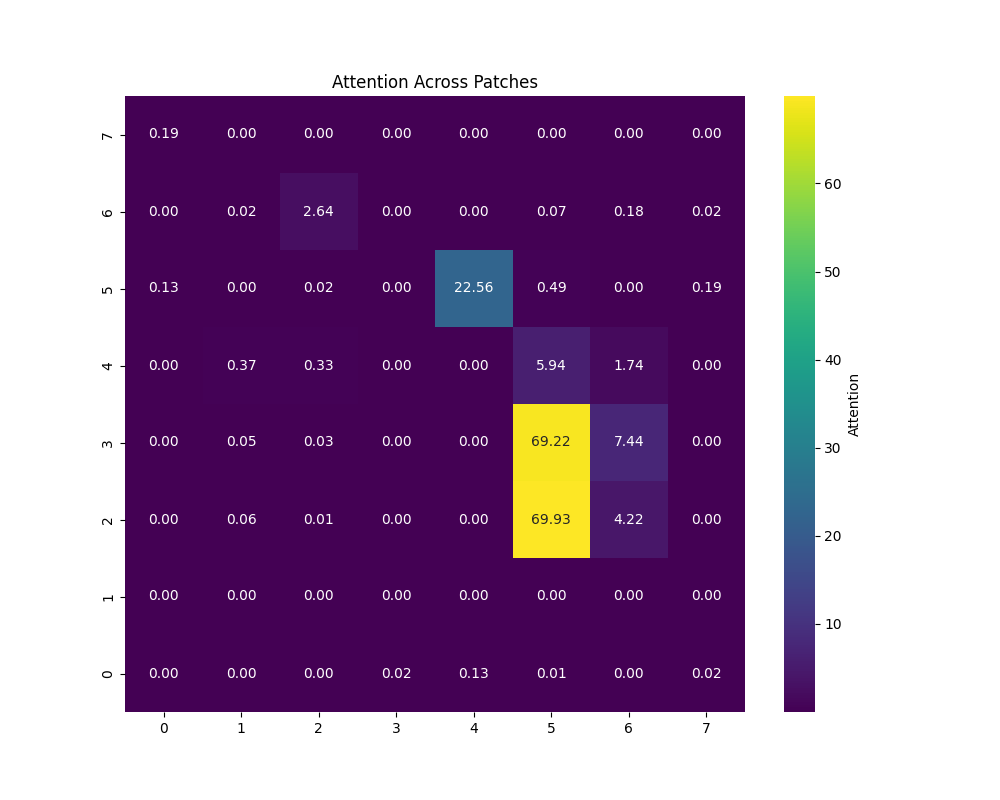 Attention Across Patches
7 0.19 0.00 0.00 0.00 0.00 0.00 0.00 0.00
6 0.00 0.02 2.64 0.00 0.00 0.07 0.18 0.02
5 0.13 0.00 0.02 0.00 22.56 0.49 0.00 0.19
4 0.00 0.37 0.33 0.00 0.00 5.94 1.74 0.00
3 0.00 0.05 0.03 0.00 0.00 69.22 7.44 0.00
2 0.00 0.06 0.01 0.00 0.00 69.93 4.22 0.00
1 0.00 0.00 0.00 0.00 0.00 0.00 0.00 0.00
0 0.00 0.00 0.00 0.02 0.13 0.01 0.00 0.02
0 1 2 3 4 5 6 7
60
50
40
30
20
10
Attention